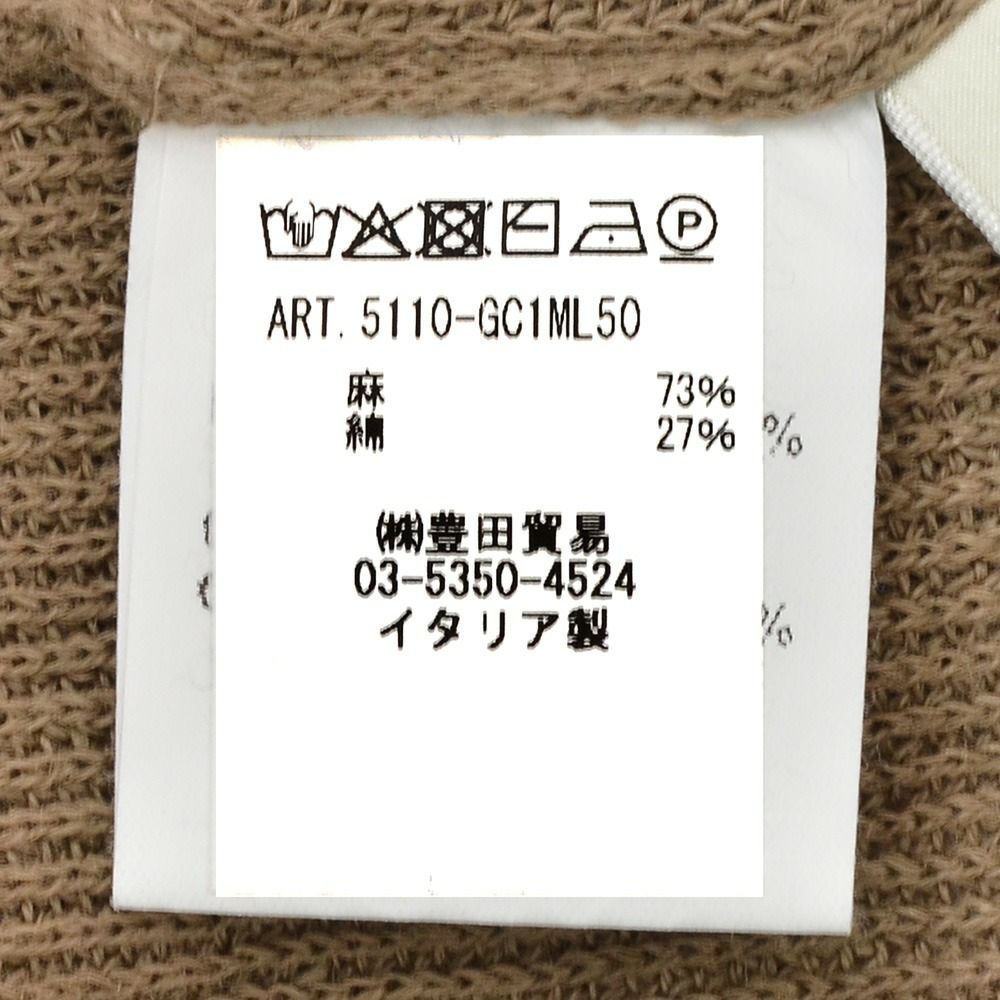 P
ART. 5110-GC1ML50
麻 73%
綿 27%
%
㈱豊田貿易
03-5350-4524
イタリア製
%